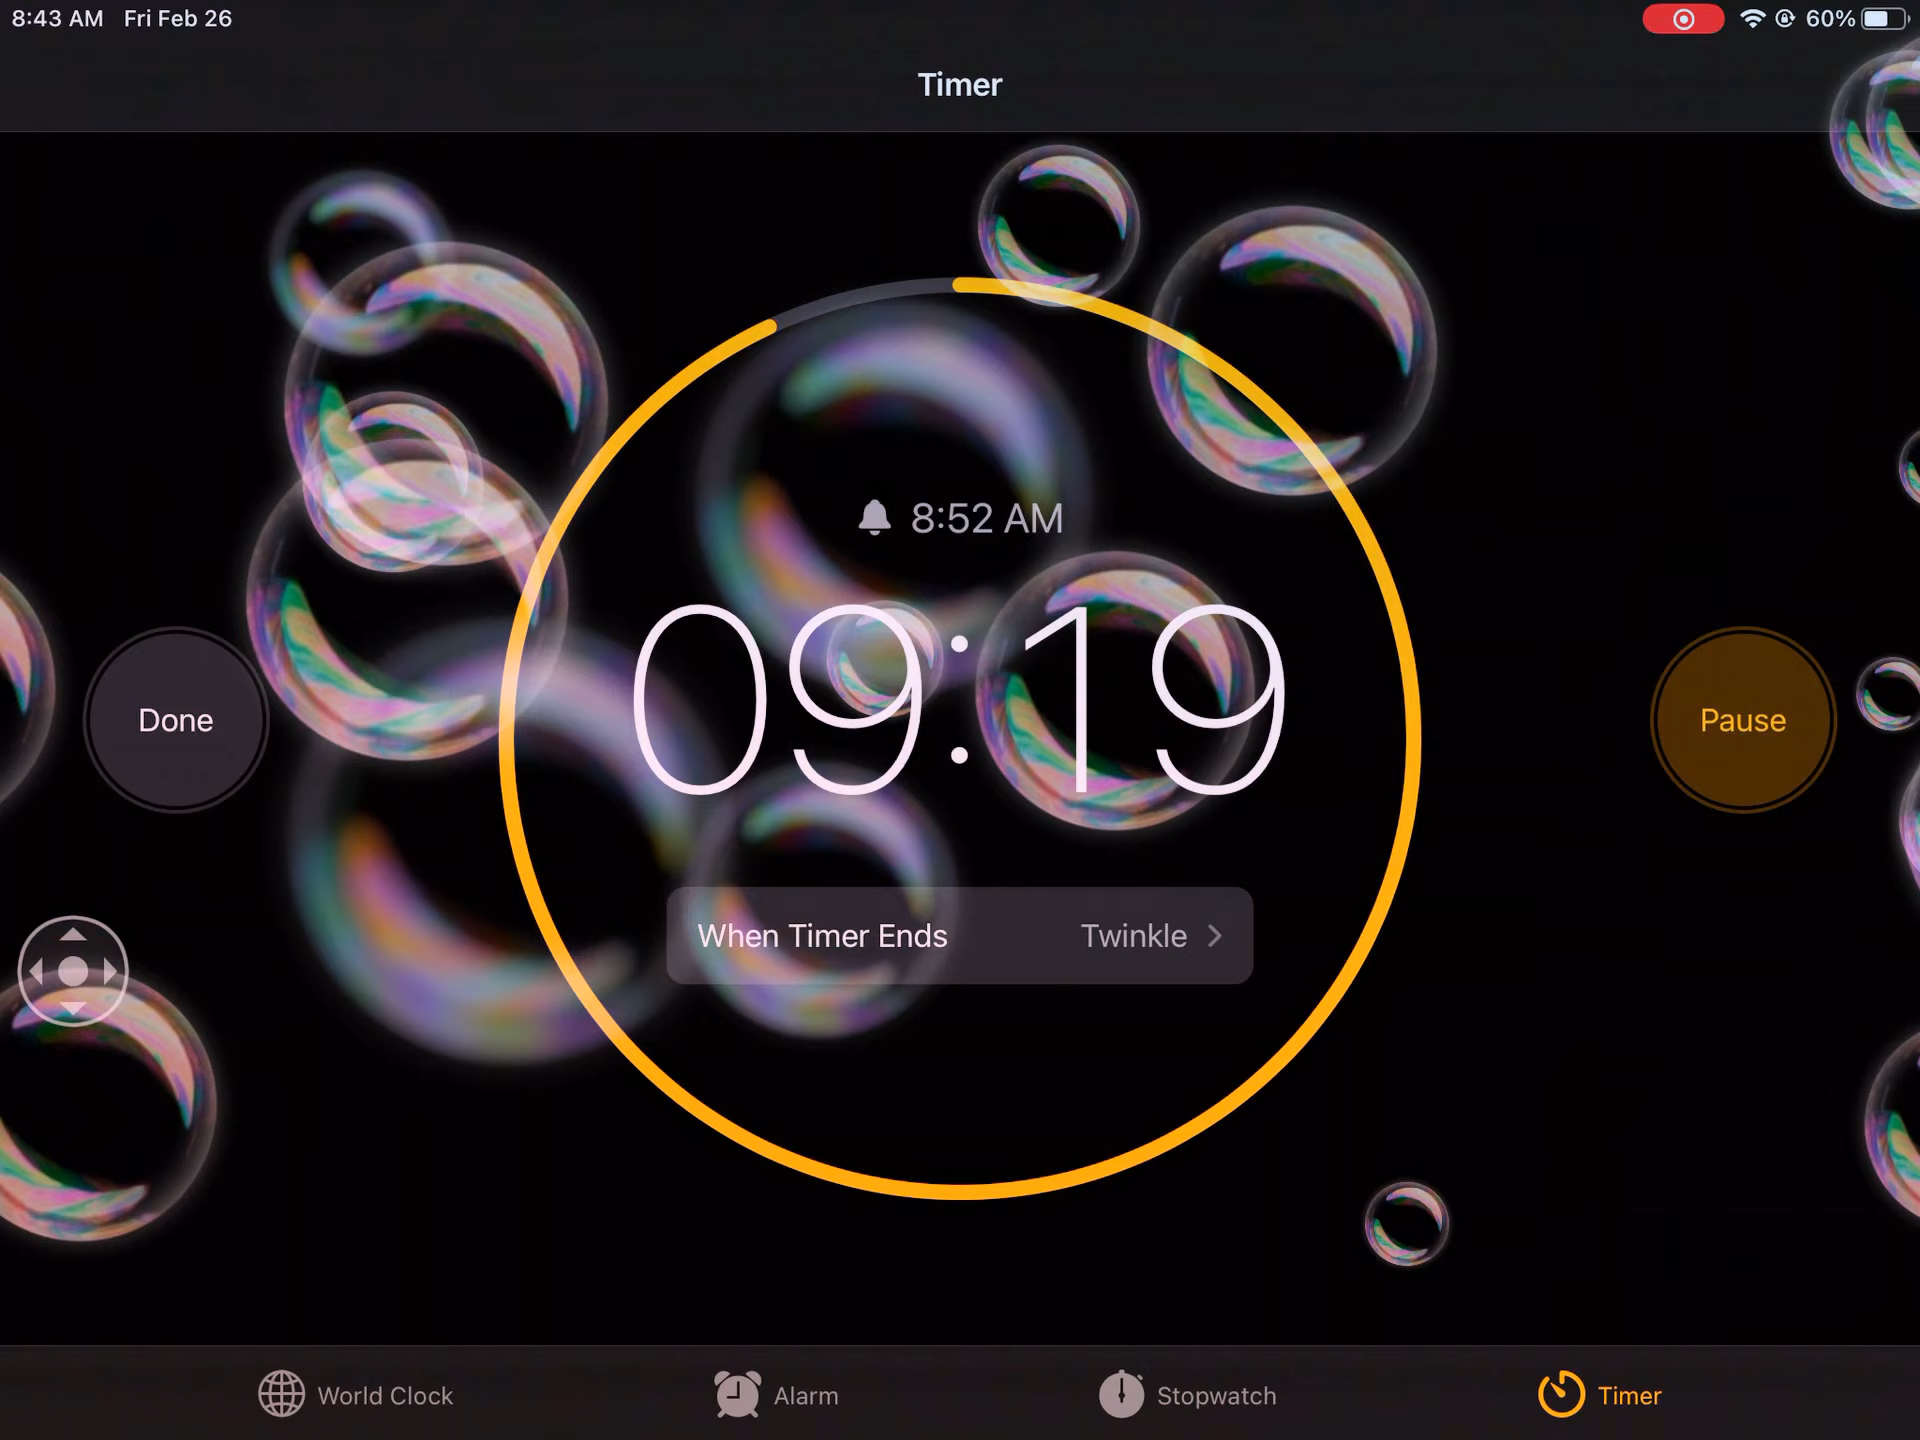 8:43 AM Fri Feb 26
60%
Timer
8:52 AM
09:19
Done
Pause
When Timer Ends Twinkle
World Clock Alarm Stopwatch Timer